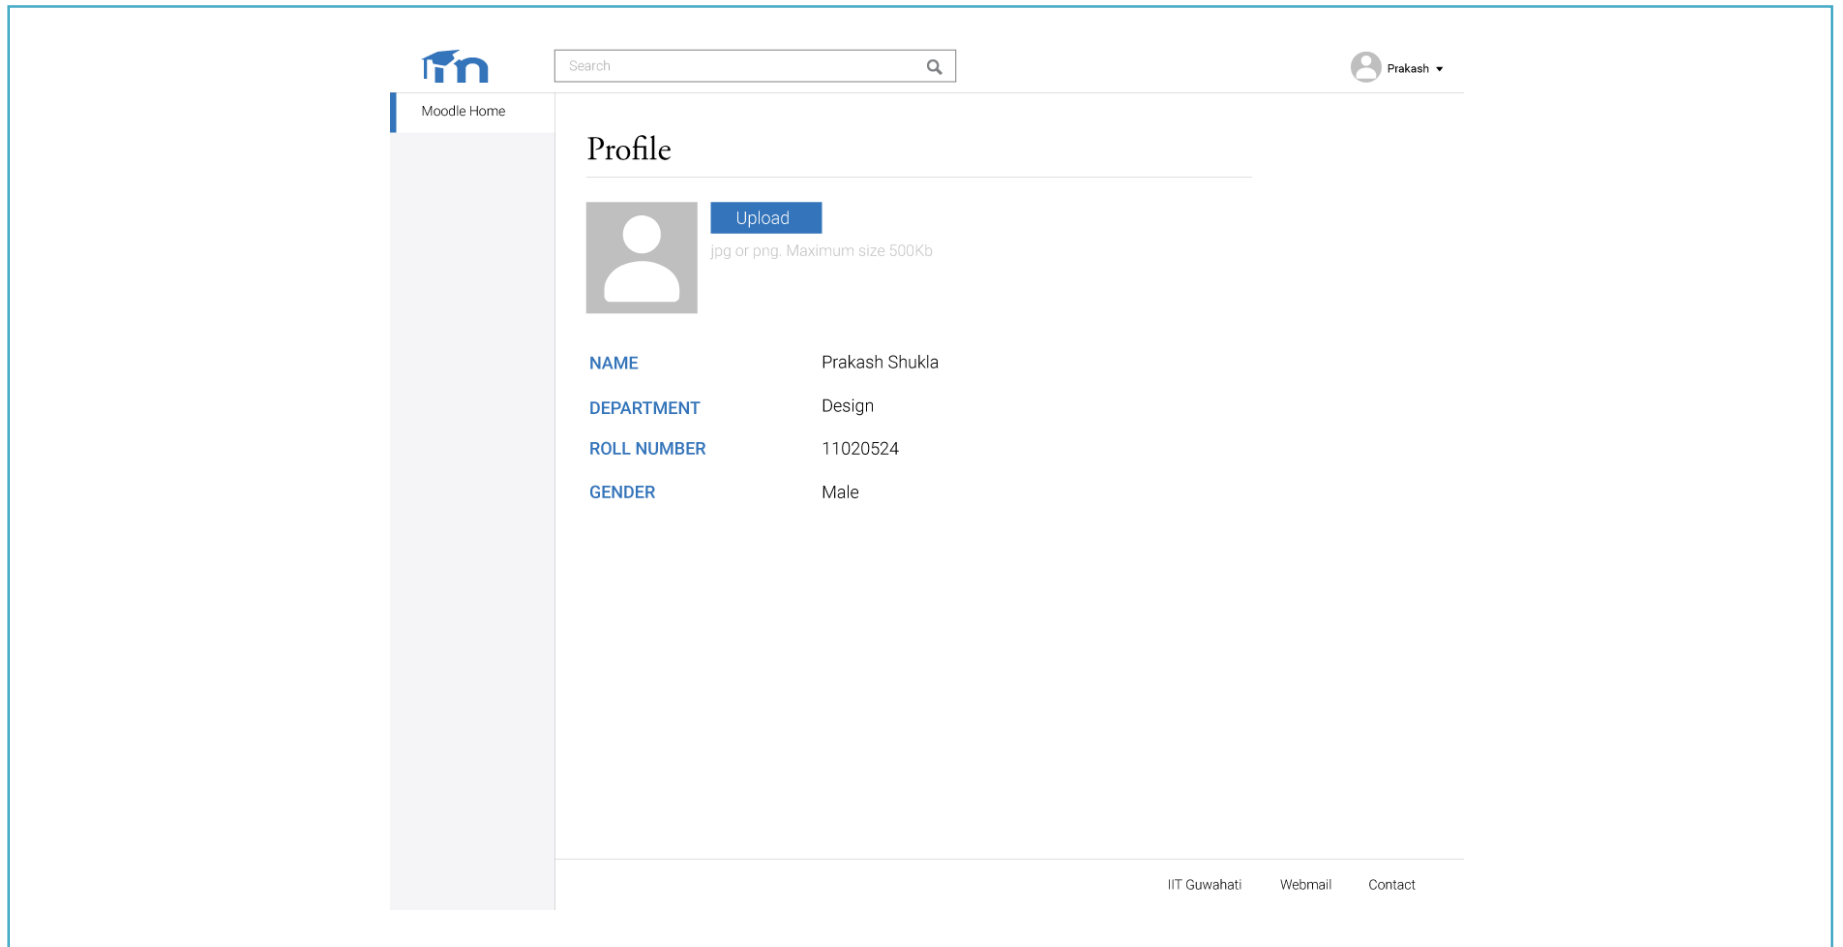 Search
Prakash
Moodle Home
Profile
Upload
jpg or png. Maximum size 500Kb
NAME Prakash Shukla
DEPARTMENT Design
ROLL NUMBER 11020524
GENDER Male
IIT Guwahati Webmail Contact